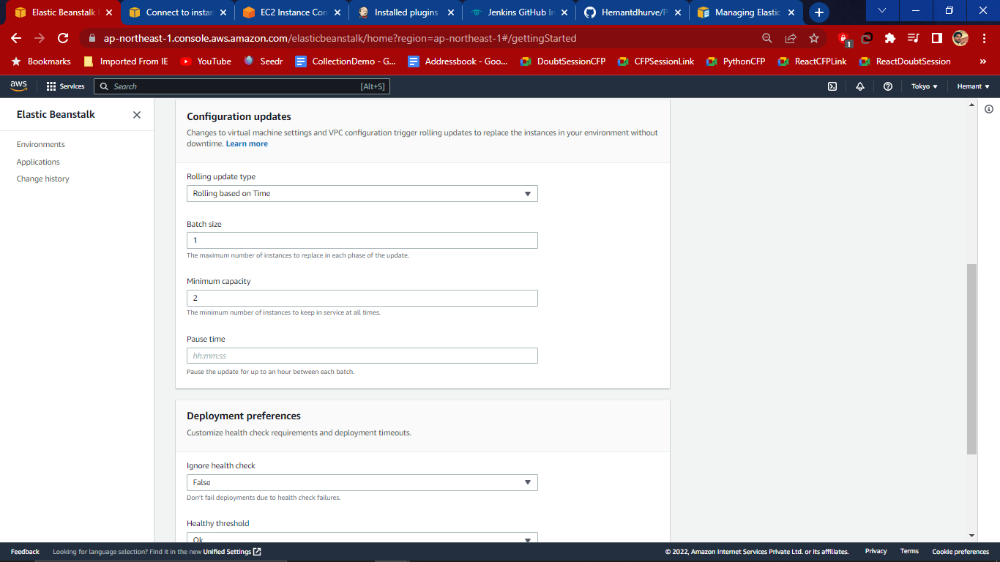 Elastic Beanstalk
Connect to instan
EC2 Instance Con
Installed plugins
Jenkins GitHub In
Hemantdhurve/P
Managing Elastic
ap-northeast-1.console.aws.amazon.com/elasticbeanstalk/home?region=ap-northeast-1#/gettingStarted
1
Bookmarks
Imported From IE
YouTube
Seedr
CollectionDemo - G...
Addressbook - Goo...
DoubtSessionCFP
CFPSessionLink
PythonCFP
ReactCFPLink
ReactDoubtSession
»
aws
Services
Search
[Alt+S]
Tokyo
Hemant
Elastic Beanstalk
Environments
Applications
Change history
Configuration updates
Changes to virtual machine settings and VPC configuration trigger rolling updates to replace the instances in your environment without
downtime. Learn more
Rolling update type
Rolling based on Time
Batch size
1
The maximum number of instances to replace in each phase of the update.
Minimum capacity
2
The minimum number of instances to keep in service at all times.
Pause time
hh:mm:ss
Pause the update for up to an hour between each batch.
Deployment preferences
Customize health check requirements and deployment timeouts.
Ignore health check
False
Don't fail deployments due to health check failures.
Healthy threshold
Ok
Feedback
Looking for language selection? Find it in the new Unified Settings
© 2022, Amazon Internet Services Private Ltd. or its affiliates.
Privacy
Terms
Cookie preferences